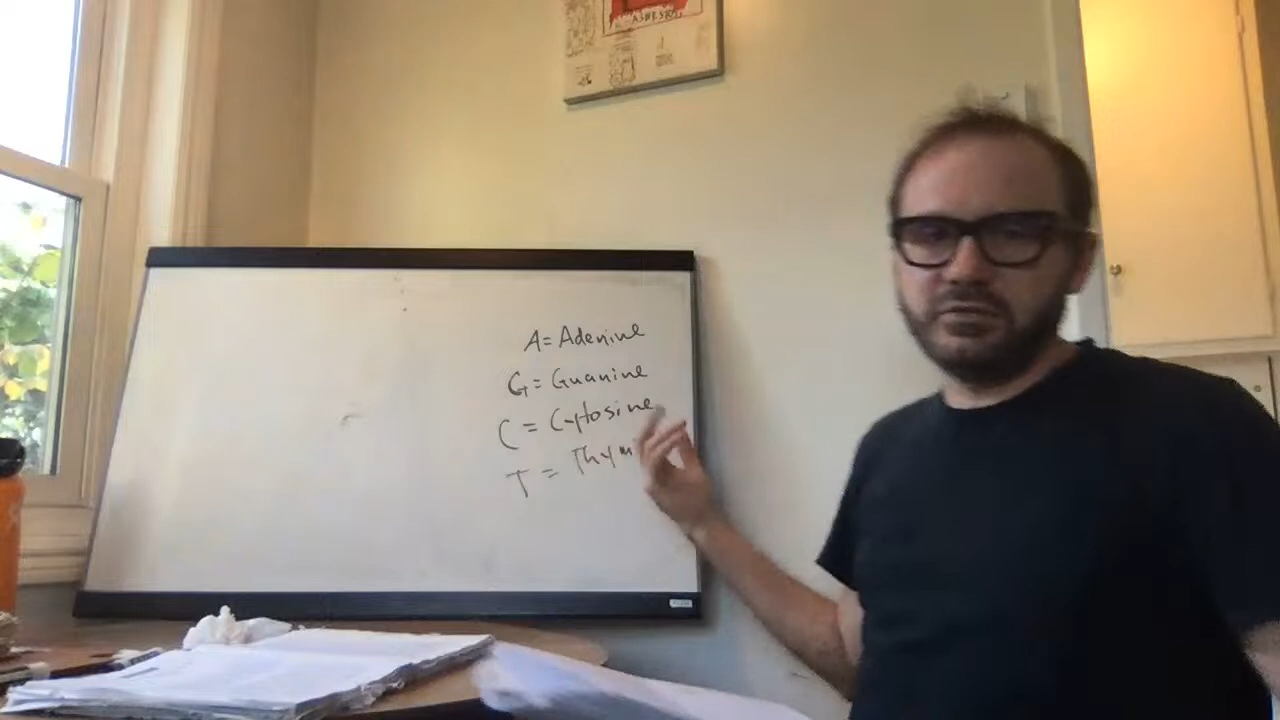 A = Adenine
G = Guanine
C = Cytosine
T = Thym